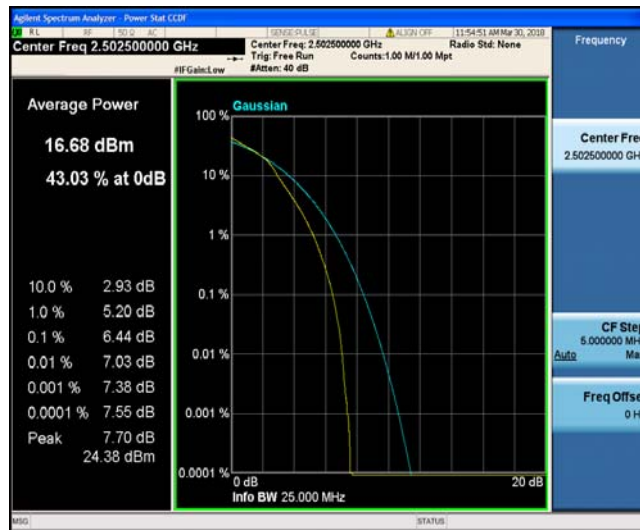 Agilent Spectrum Analyzer - Power Stat CCDF
RL RF 50 Ω AC SENSE:PULSE ALIGN OFF 11:54:51 AM Mar 30, 2018
Center Freq 2.502500000 GHz
Center Freq: 2.502500000 GHz Radio Std: None
Trig: Free Run Counts:1.00 M/1.00 Mpt
#IFGain:Low #Atten: 40 dB
Frequency
Average Power
16.68 dBm
43.03 % at 0dB
10.0 % 2.93 dB
1.0 % 5.20 dB
0.1 % 6.44 dB
0.01 % 7.03 dB
0.001 % 7.38 dB
0.0001 % 7.55 dB
Peak 7.70 dB
24.38 dBm
Gaussian
100 %
10 %
1 %
0.1 %
0.01 %
0.001 %
0.0001 %
0 dB 20 dB
Info BW 25.000 MHz
Center Fre
2.502500000 GH
CF Step
5.000000 MH
Auto Ma
Freq Offse
0 H
MSG STATUS